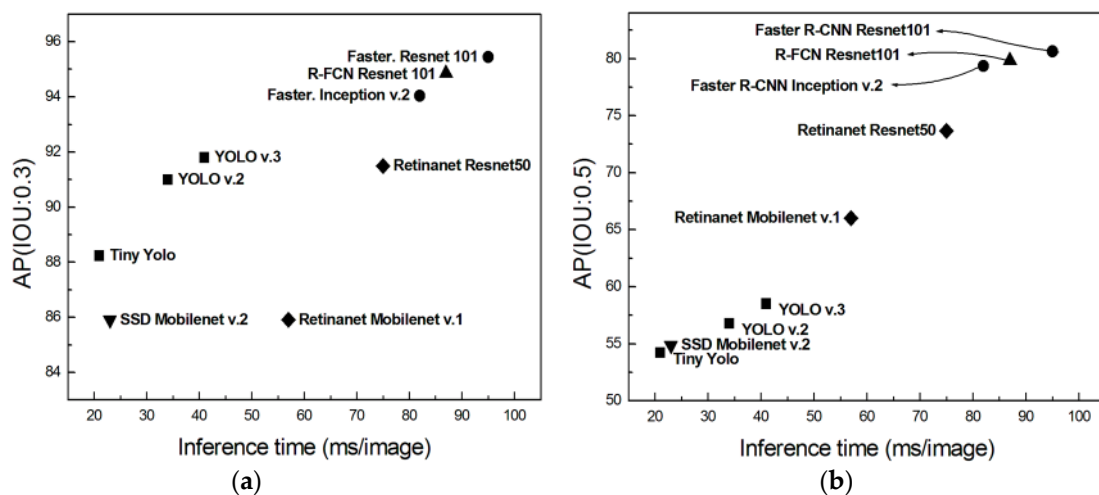 96
94
92
90
88
86
84
AP(IOU:0.3)
Faster. Resnet 101
R-FCN Resnet 101
Faster. Inception v.2
YOLO v.3
YOLO v.2
Retinanet Resnet50
Tiny Yolo
SSD Mobilenet v.2
Retinanet Mobilenet v.1
20 30 40 50 60 70 80 90 100
Inference time (ms/image)
(a)
80
75
70
65
60
55
50
AP(IOU:0.5)
Faster R-CNN Resnet101
R-FCN Resnet101
Faster R-CNN Inception v.2
Retinanet Resnet50
Retinanet Mobilenet v.1
YOLO v.3
YOLO v.2
SSD Mobilenet v.2
Tiny Yolo
20 30 40 50 60 70 80 90 100
Inference time (ms/image)
(b)